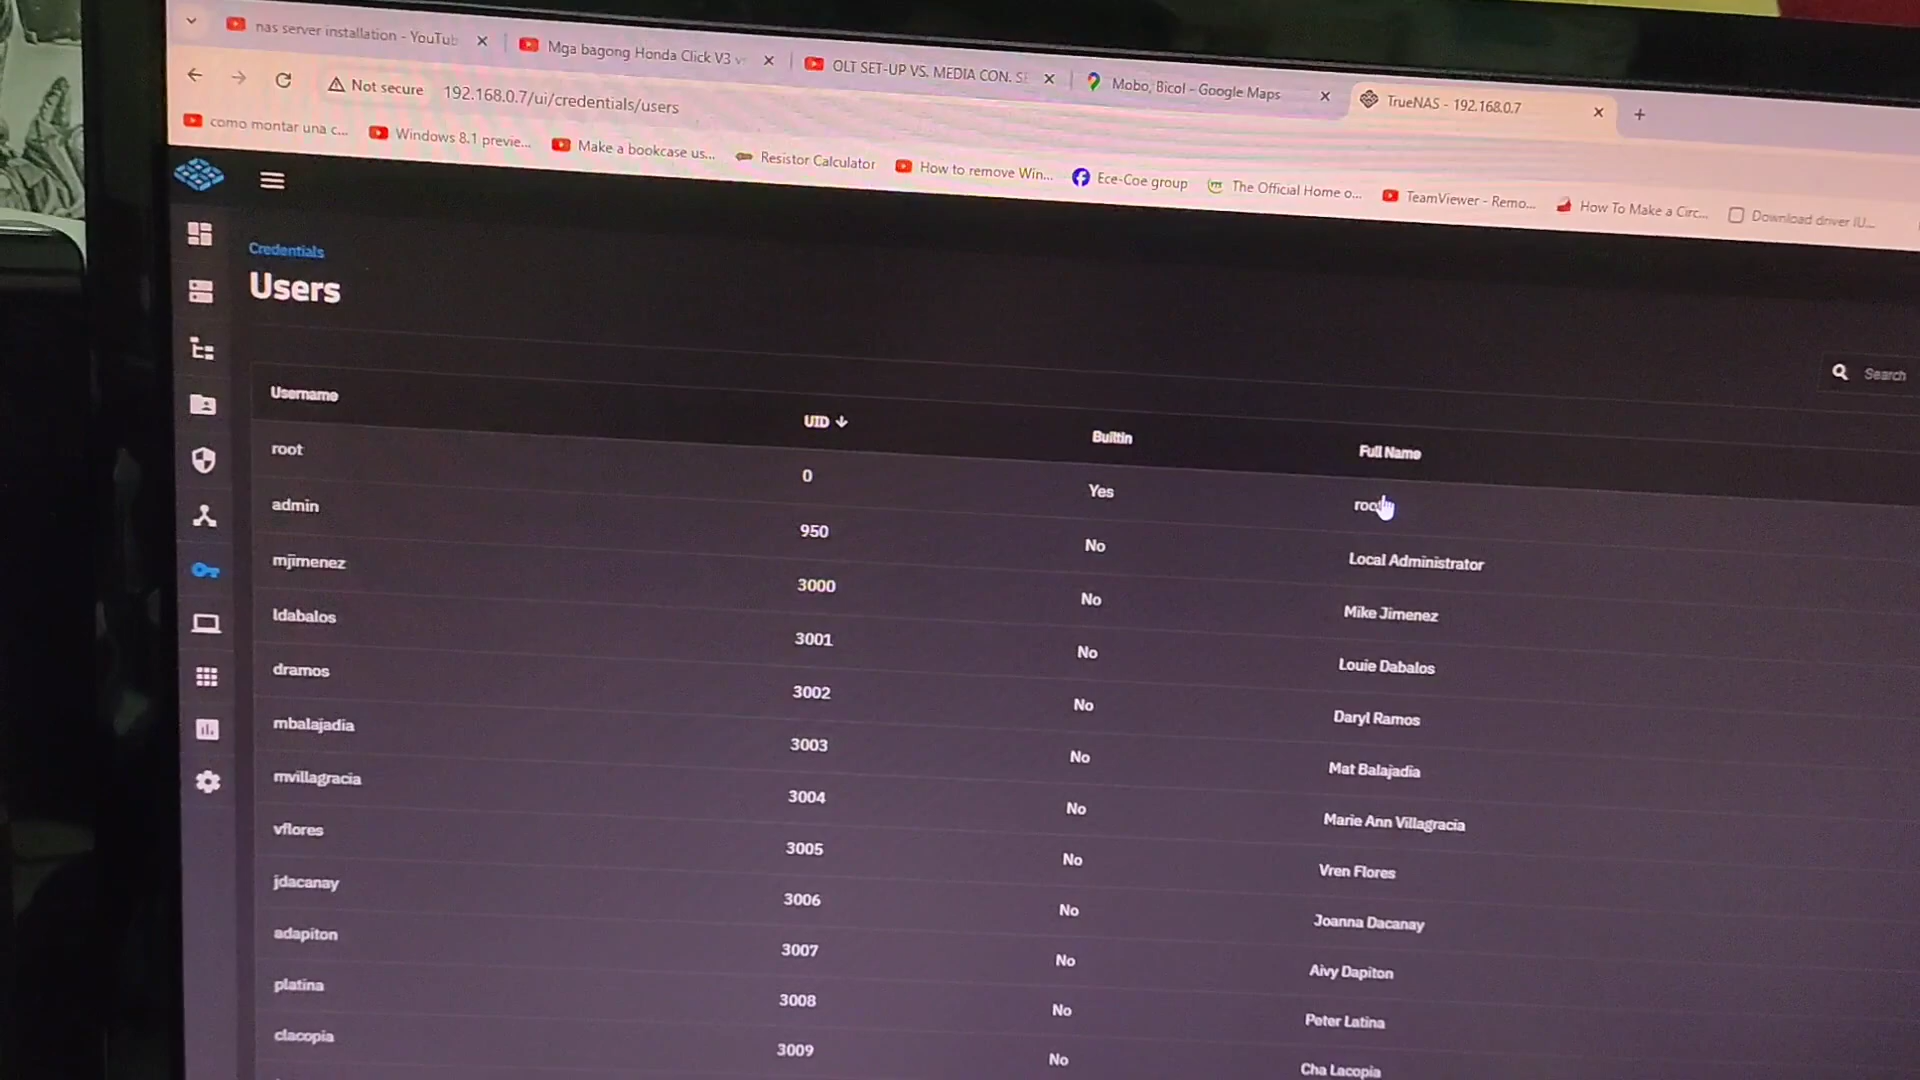 nas server installation - YouTub
Mga bagong Honda Click V3 v
OLT SET-UP VS. MEDIA CON. SE
Mobo, Bicol - Google Maps
TrueNAS - 192.168.0.7
Not secure 192.168.0.7/ui/credentials/users
como montar una c...
Windows 8.1 previe...
Make a bookcase us...
Resistor Calculator
How to remove Win...
Ece-Coe group
The Official Home o...
TeamViewer - Remo...
How To Make a Circ...
Download driver IU...
Credentials
Users
Search
Username UID Builtin Full Name
root 0 Yes root
admin 950 No Local Administrator
mjimenez 3000 No Mike Jimenez
ldabalos 3001 No Louie Dabalos
dramos 3002 No Daryl Ramos
mbalajadia 3003 No Mat Balajadia
mvillagracia 3004 No Marie Ann Villagracia
vflores 3005 No Vren Flores
jdacanay 3006 No Joanna Dacanay
adapiton 3007 No Aivy Dapiton
platina 3008 No Peter Latina
clacopia 3009 No Cha Lacopia